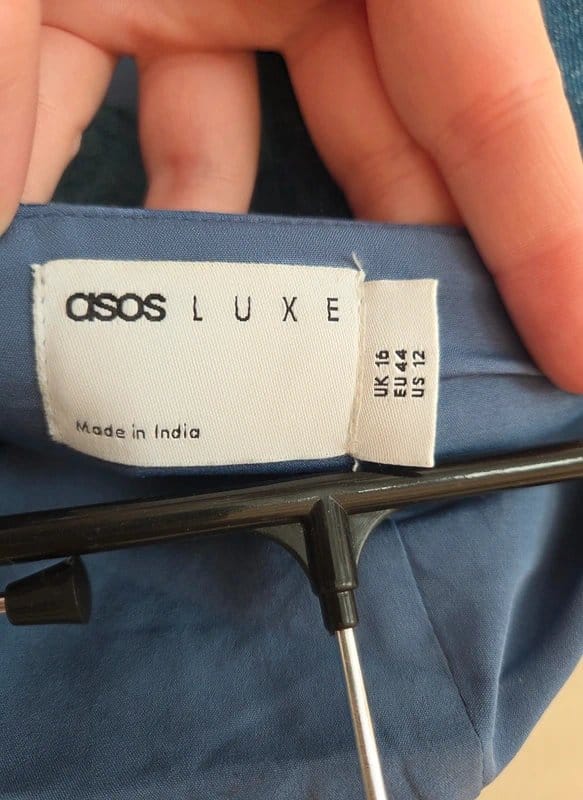 asos LUXE
Made in India
UK 16
EU 44
US 12